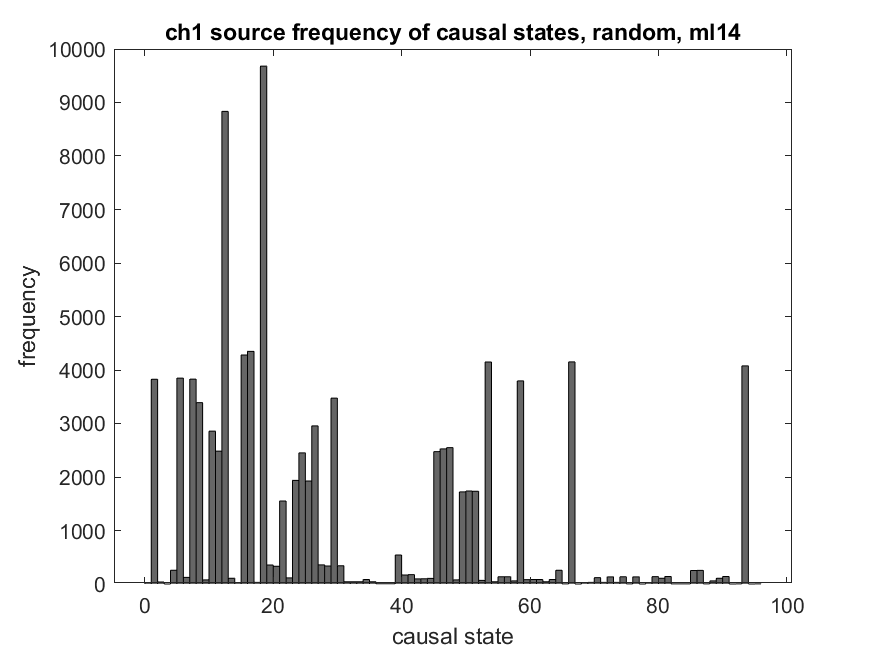 ch1 source frequency of causal states, random, ml14
10000
9000
8000
7000
6000
5000
4000
3000
2000
1000
0
frequency
0 20 40 60 80 100
causal state